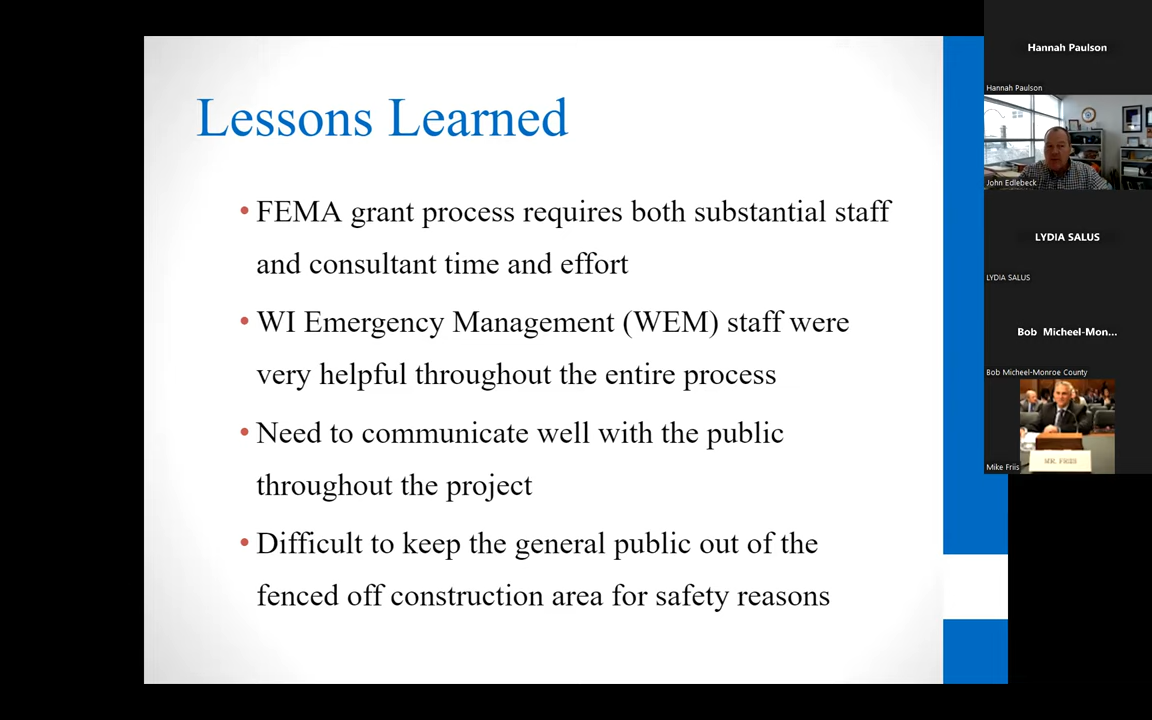 Lessons Learned
• FEMA grant process requires both substantial staff
and consultant time and effort
• WI Emergency Management (WEM) staff were
very helpful throughout the entire process
• Need to communicate well with the public
throughout the project
• Difficult to keep the general public out of the
fenced off construction area for safety reasons
Hannah Paulson
Hannah Paulson
John Edlebeck
LYDIA SALUS
LYDIA SALUS
Bob Micheel-Mon...
Bob Micheel-Monroe County
MR. FRIIS
Mike Friis